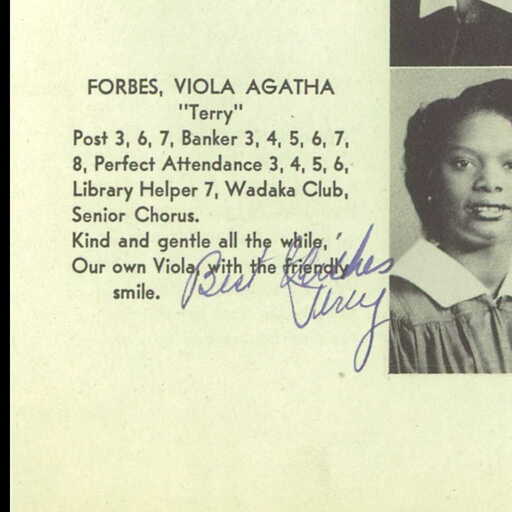 FORBES, VIOLA AGATHA
"Terry"
Post 3, 6, 7, Banker 3, 4, 5, 6, 7,
8, Perfect Attendance 3, 4, 5, 6,
Library Helper 7, Wadaka Club,
Senior Chorus.
Kind and gentle all the while,
Our own Viola, with the friendly
smile.
Best Wishes
Terry